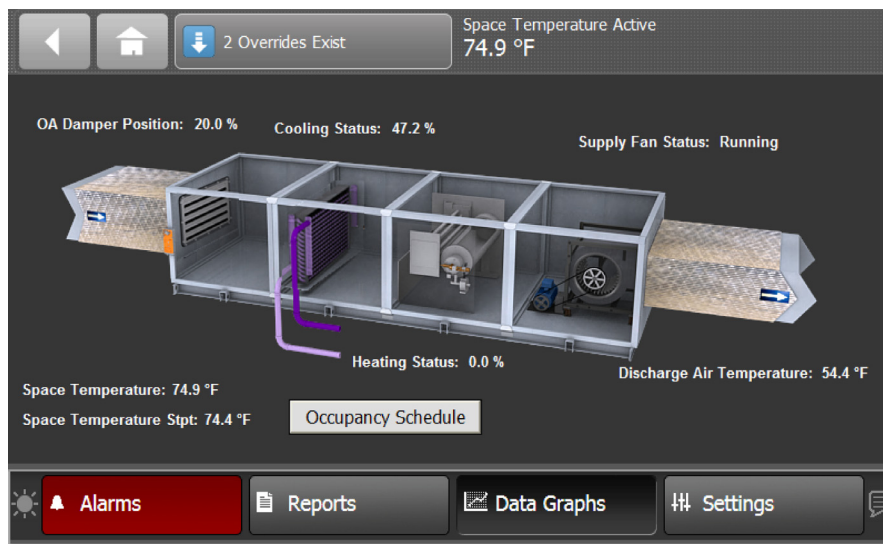 2 Overrides Exist
Space Temperature Active
74.9 °F
OA Damper Position: 20.0 %
Cooling Status: 47.2 %
Supply Fan Status: Running
Heating Status: 0.0 %
Discharge Air Temperature: 54.4 °F
Space Temperature: 74.9 °F
Space Temperature Stpt: 74.4 °F
Occupancy Schedule
Alarms
Reports
Data Graphs
Settings